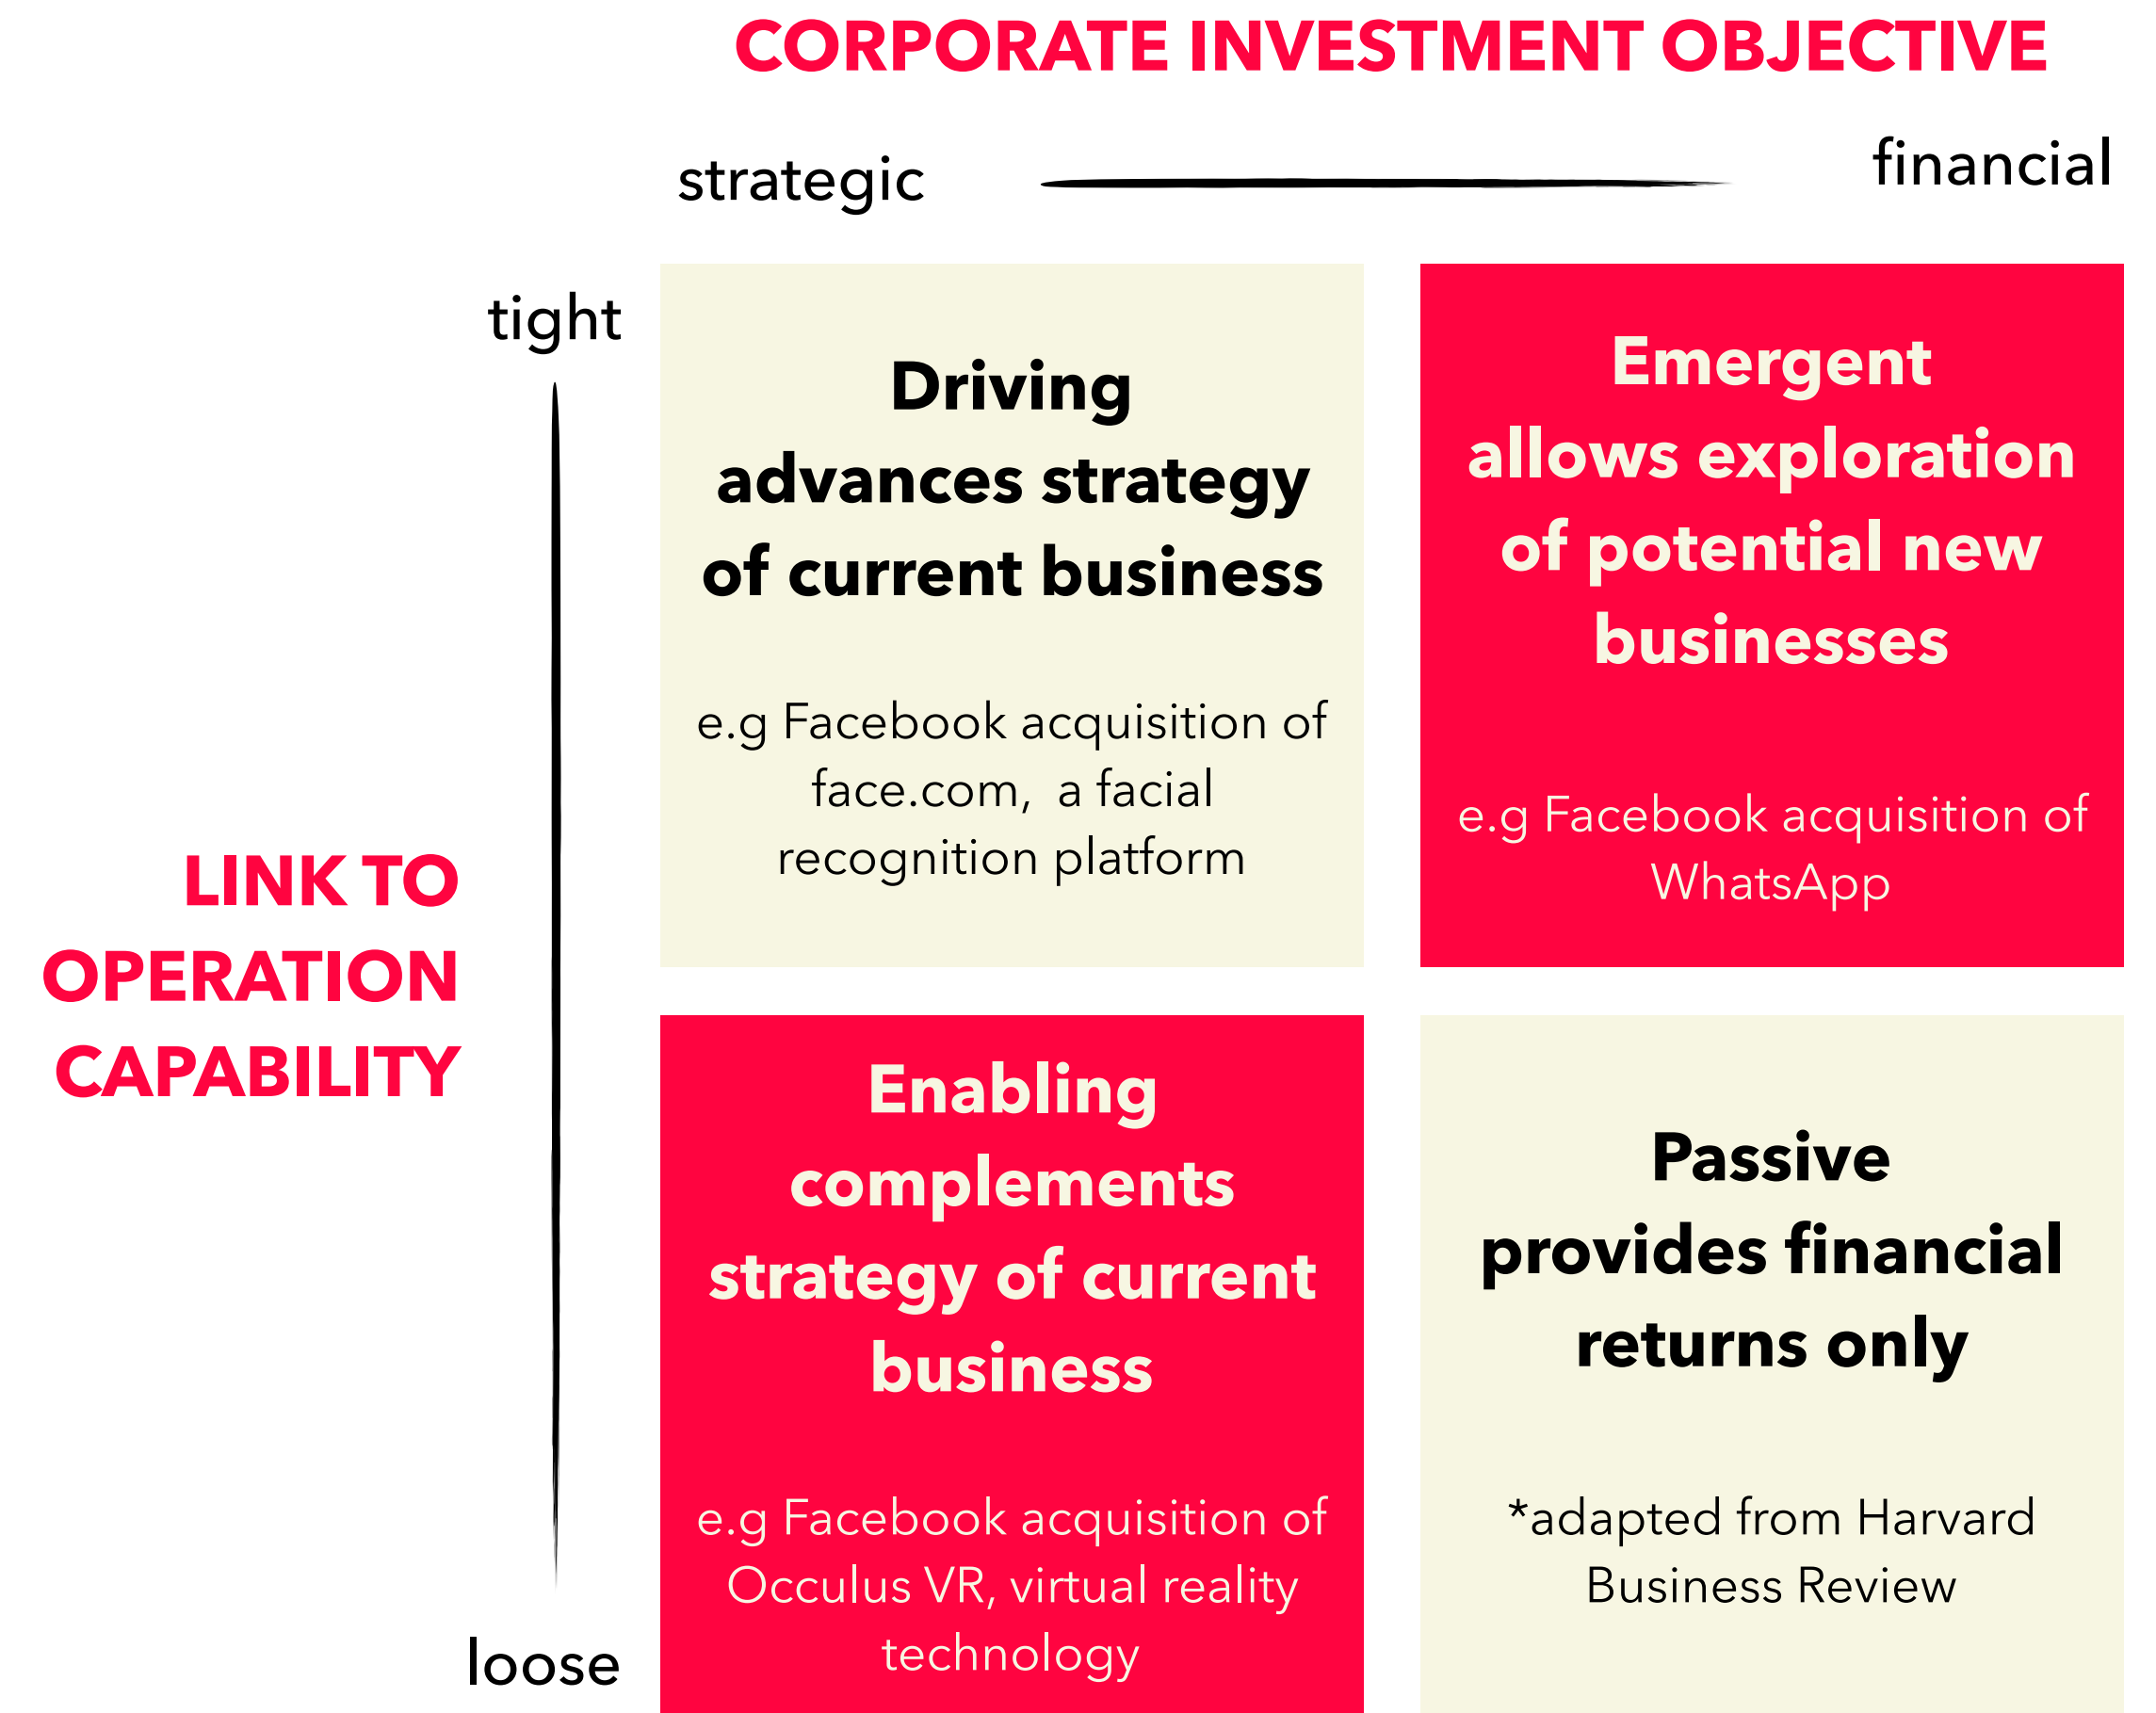 CORPORATE INVESTMENT OBJECTIVE
strategic
financial
tight
Driving
advances strategy
of current business
e.g Facebook acquisition of
face.com, a facial
recognition platform
Emergent
allows exploration
of potential new
businesses
e.g Facebook acquisition of
WhatsApp
LINK TO
OPERATION
CAPABILITY
Enabling
complements
strategy of current
business
e.g Facebook acquisition of
Occulus VR, virtual reality
technology
Passive
provides financial
returns only
*adapted from Harvard
Business Review
loose